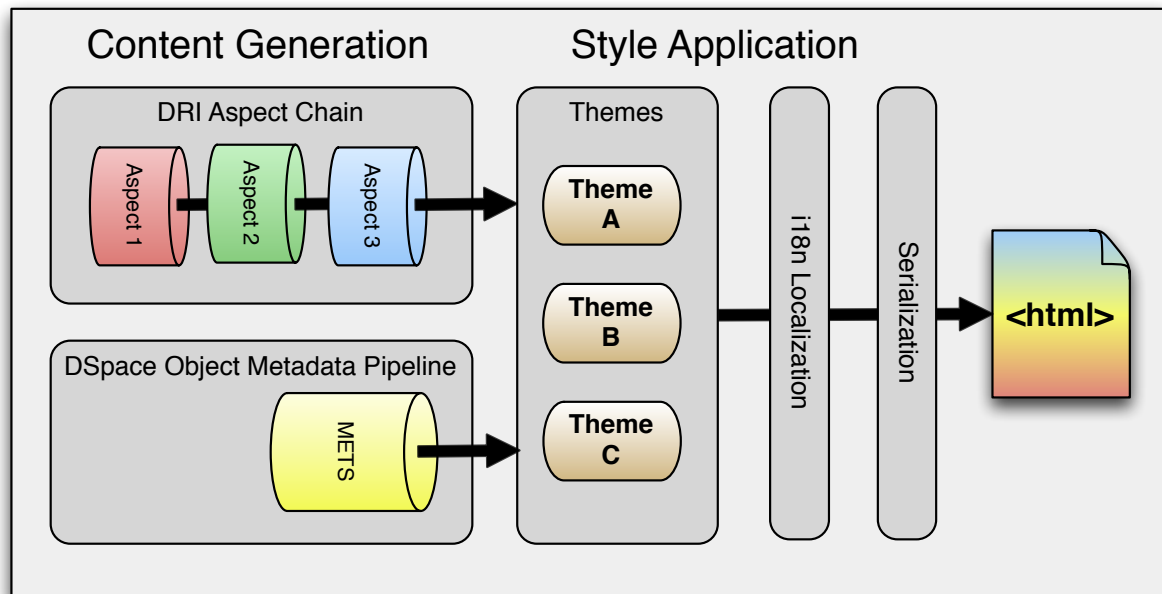 Content Generation
Style Application
DRI Aspect Chain
Aspect 1
Aspect 2
Aspect 3
DSpace Object Metadata Pipeline
METS
Themes
Theme
A
Theme
B
Theme
C
i18n Localization
Serialization
<html>